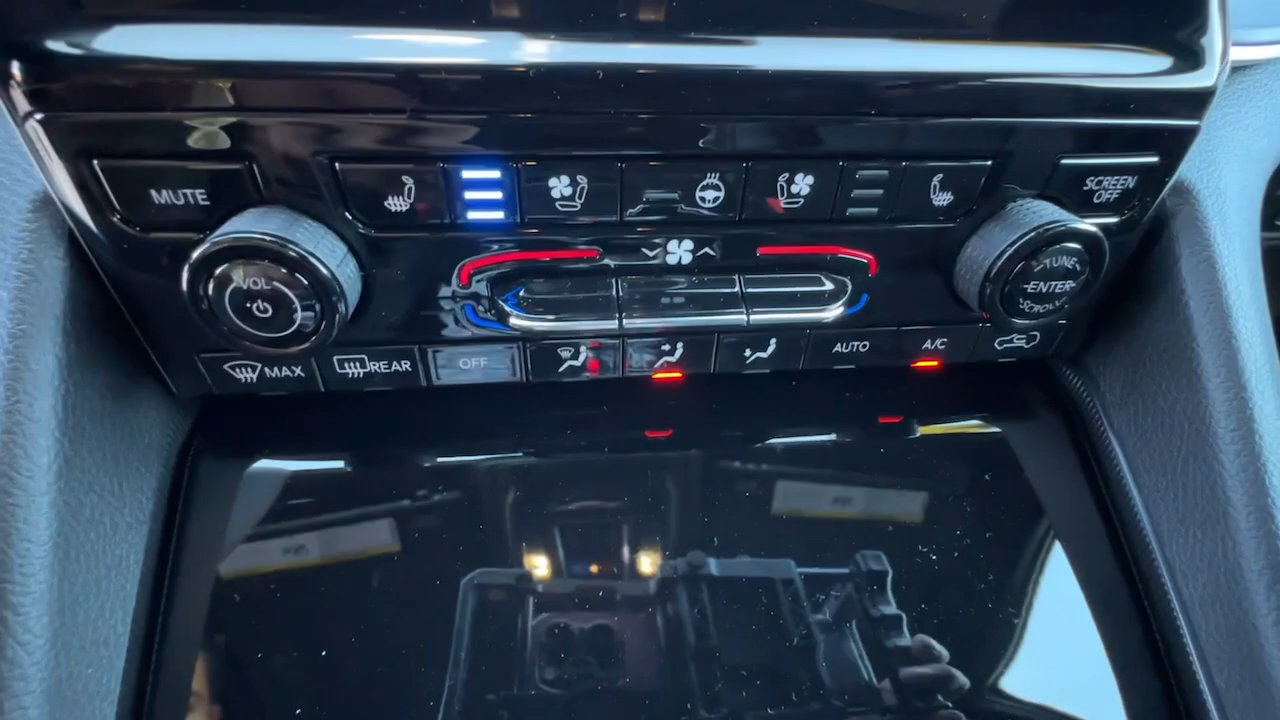 MUTE
SCREEN
OFF
VOL
TUNE
ENTER
SCROLL
MAX
REAR
OFF
AUTO
A/C